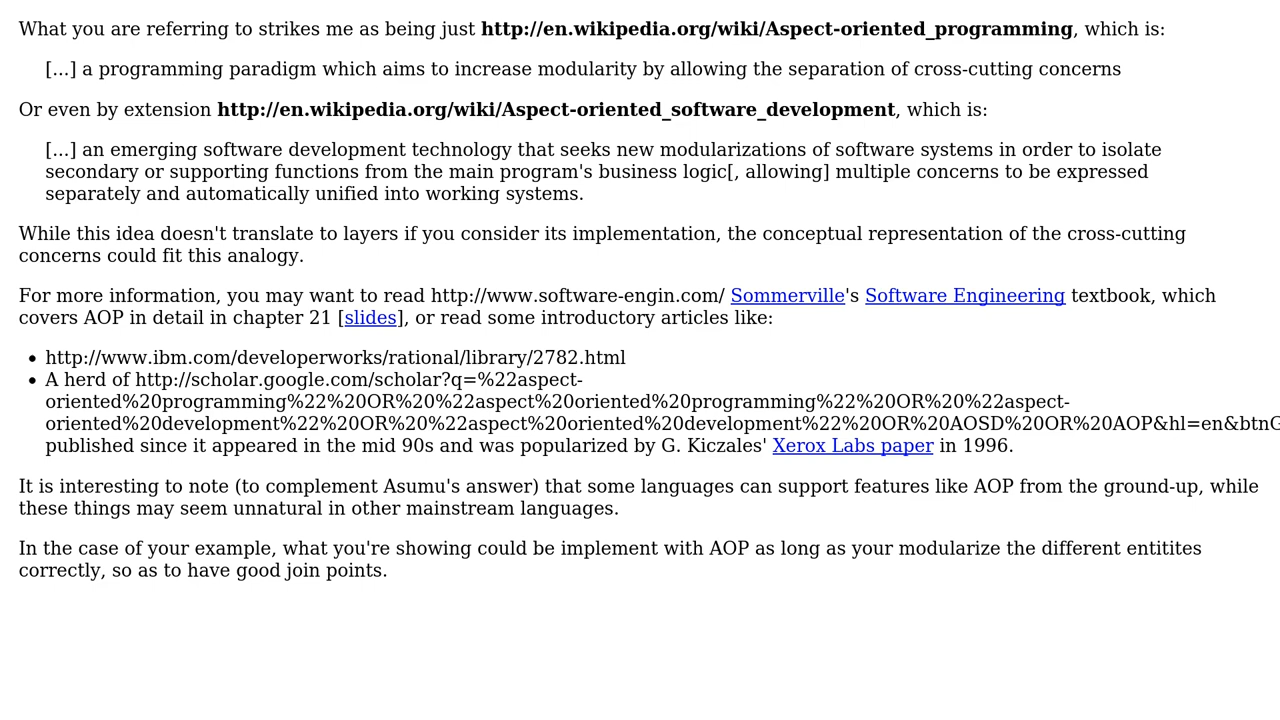 What you are referring to strikes me as being just http://en.wikipedia.org/wiki/Aspect-oriented_programming, which is:
[...] a programming paradigm which aims to increase modularity by allowing the separation of cross-cutting concerns
Or even by extension http://en.wikipedia.org/wiki/Aspect-oriented_software_development, which is:
[...] an emerging software development technology that seeks new modularizations of software systems in order to isolate
secondary or supporting functions from the main program's business logic[, allowing] multiple concerns to be expressed
separately and automatically unified into working systems.
While this idea doesn't translate to layers if you consider its implementation, the conceptual representation of the cross-cutting
concerns could fit this analogy.
For more information, you may want to read http://www.software-engin.com/ Sommerville's Software Engineering textbook, which
covers AOP in detail in chapter 21 [slides], or read some introductory articles like:
• http://www.ibm.com/developerworks/rational/library/2782.html
• A herd of http://scholar.google.com/scholar?q=%22aspect-
oriented%20programming%22%20OR%20%22aspect%20oriented%20programming%22%20OR%20%22aspect-
oriented%20development%22%20OR%20%22aspect%20oriented%20development%22%20OR%20AOSD%20OR%20AOP&hl=en&btnG
published since it appeared in the mid 90s and was popularized by G. Kiczales' Xerox Labs paper in 1996.
It is interesting to note (to complement Asumu's answer) that some languages can support features like AOP from the ground-up, while
these things may seem unnatural in other mainstream languages.
In the case of your example, what you're showing could be implement with AOP as long as your modularize the different entitites
correctly, so as to have good join points.